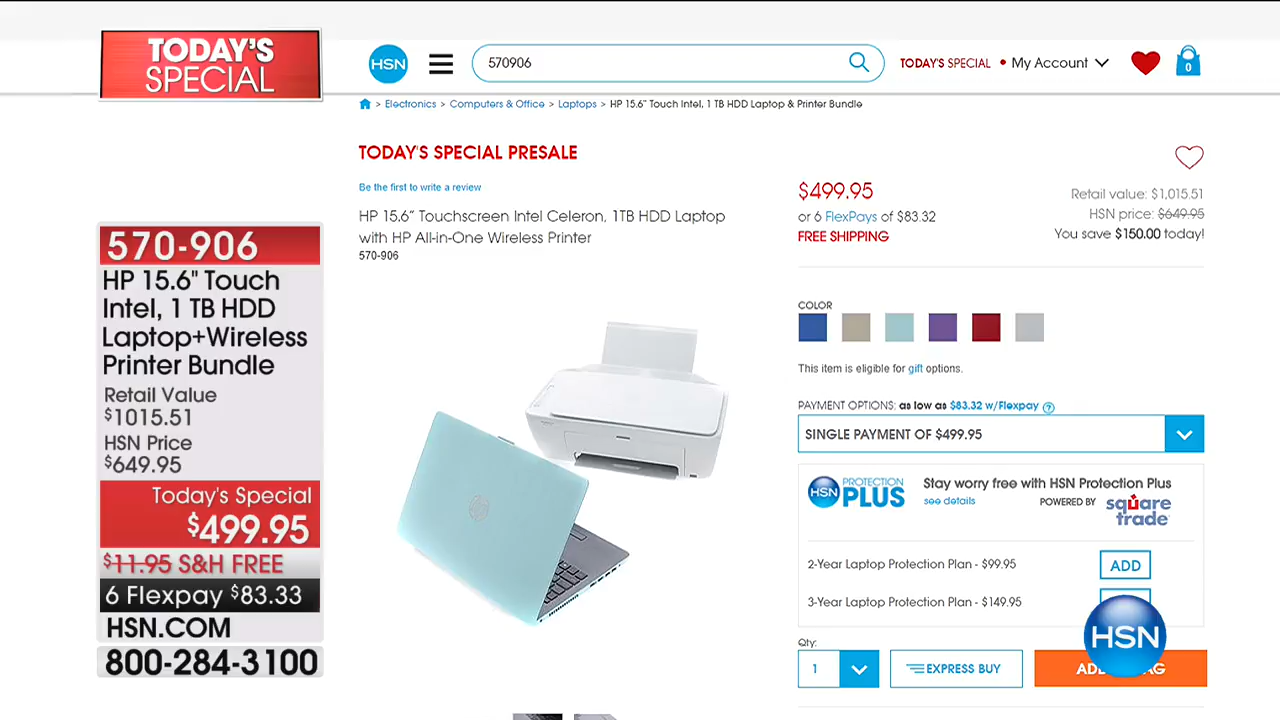 TODAY'S
SPECIAL
HSN
570906
TODAY'S SPECIAL • My Account
0
> Electronics > Computers & Office > Laptops > HP 15.6" Touch Intel, 1 TB HDD Laptop & Printer Bundle
TODAY'S SPECIAL PRESALE
Be the first to write a review
HP 15.6” Touchscreen Intel Celeron, 1TB HDD Laptop
with HP All-in-One Wireless Printer
570-906
$499.95
or 6 FlexPays of $83.32
FREE SHIPPING
Retail value: $1,015.51
HSN price: $649.95
You save $150.00 today!
COLOR
This item is eligible for gift options.
PAYMENT OPTIONS: as low as $83.32 w/Flexpay ?
SINGLE PAYMENT OF $499.95
HSN PROTECTION
PLUS
Stay worry free with HSN Protection Plus
see details
POWERED BY
square
trade
2-Year Laptop Protection Plan - $99.95
ADD
3-Year Laptop Protection Plan - $149.95
Qty:
1
EXPRESS BUY
HSN
570-906
HP 15.6" Touch
Intel, 1 TB HDD
Laptop+Wireless
Printer Bundle
Retail Value
$1015.51
HSN Price
$649.95
Today's Special
$499.95
$11.95 S&H FREE
6 Flexpay $83.33
HSN.COM
800-284-3100
hp